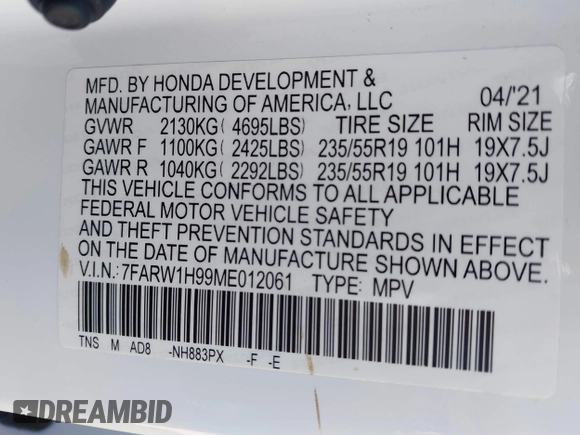 MFD. BY HONDA DEVELOPMENT &
MANUFACTURING OF AMERICA, LLC 04/'21
GVWR 2130KG( 4695LBS) TIRE SIZE RIM SIZE
GAWR F 1100KG( 2425LBS) 235/55R19 101H 19X7.5J
GAWR R 1040KG( 2292LBS) 235/55R19 101H 19X7.5J
THIS VEHICLE CONFORMS TO ALL APPLICABLE
FEDERAL MOTOR VEHICLE SAFETY
AND THEFT PREVENTION STANDARDS IN EFFECT
ON THE DATE OF MANUFACTURE SHOWN ABOVE.
V.I.N.: 7FARW1H99ME012061 TYPE: MPV
TNS M AD8 -NH883PX -F -E
DREAMBID